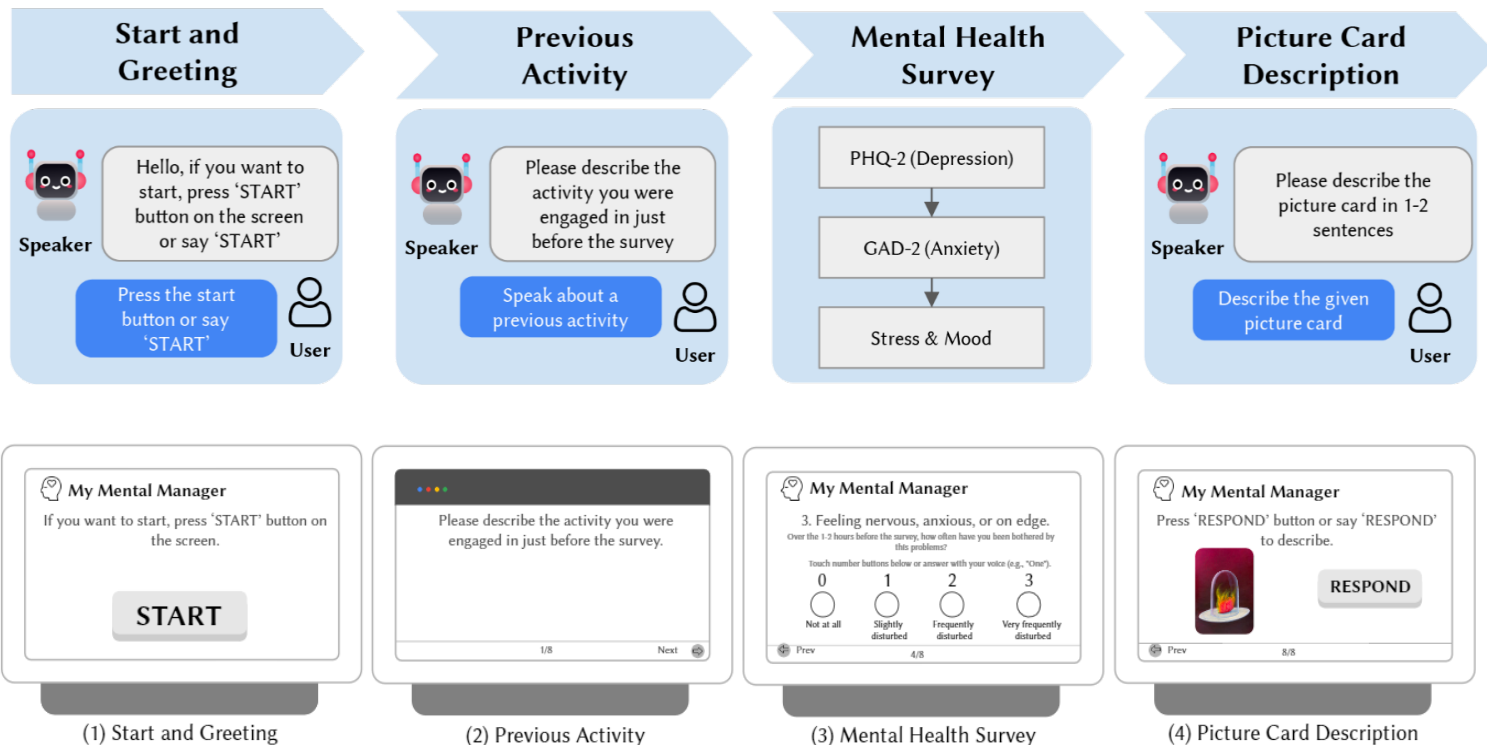 Start and
Greeting
Previous
Activity
Mental Health
Survey
Picture Card
Description
Hello, if you want to
start, press ‘START’
button on the screen
or say ‘START’
Speaker
Press the start
button or say
‘START’
User
Please describe the
activity you were
engaged in just
before the survey
Speaker
Speak about a
previous activity
User
PHQ-2 (Depression)
GAD-2 (Anxiety)
Stress & Mood
Please describe the
picture card in 1-2
sentences
Speaker
Describe the given
picture card
User
My Mental Manager
If you want to start, press ‘START’ button on
the screen.
START
(1) Start and Greeting
Please describe the activity you were
engaged in just before the survey.
1/8
Next
(2) Previous Activity
My Mental Manager
3. Feeling nervous, anxious, or on edge.
Over the 1-2 hours before the survey, how often have you been bothered by
this problems?
Touch number buttons below or answer with your voice (e.g., "One").
0 1 2 3
Not at all
Slightly
disturbed
Frequently
disturbed
Very frequently
disturbed
Prev
4/8
(3) Mental Health Survey
My Mental Manager
Press ‘RESPOND’ button or say ‘RESPOND’
to describe.
RESPOND
Prev
8/8
(4) Picture Card Description